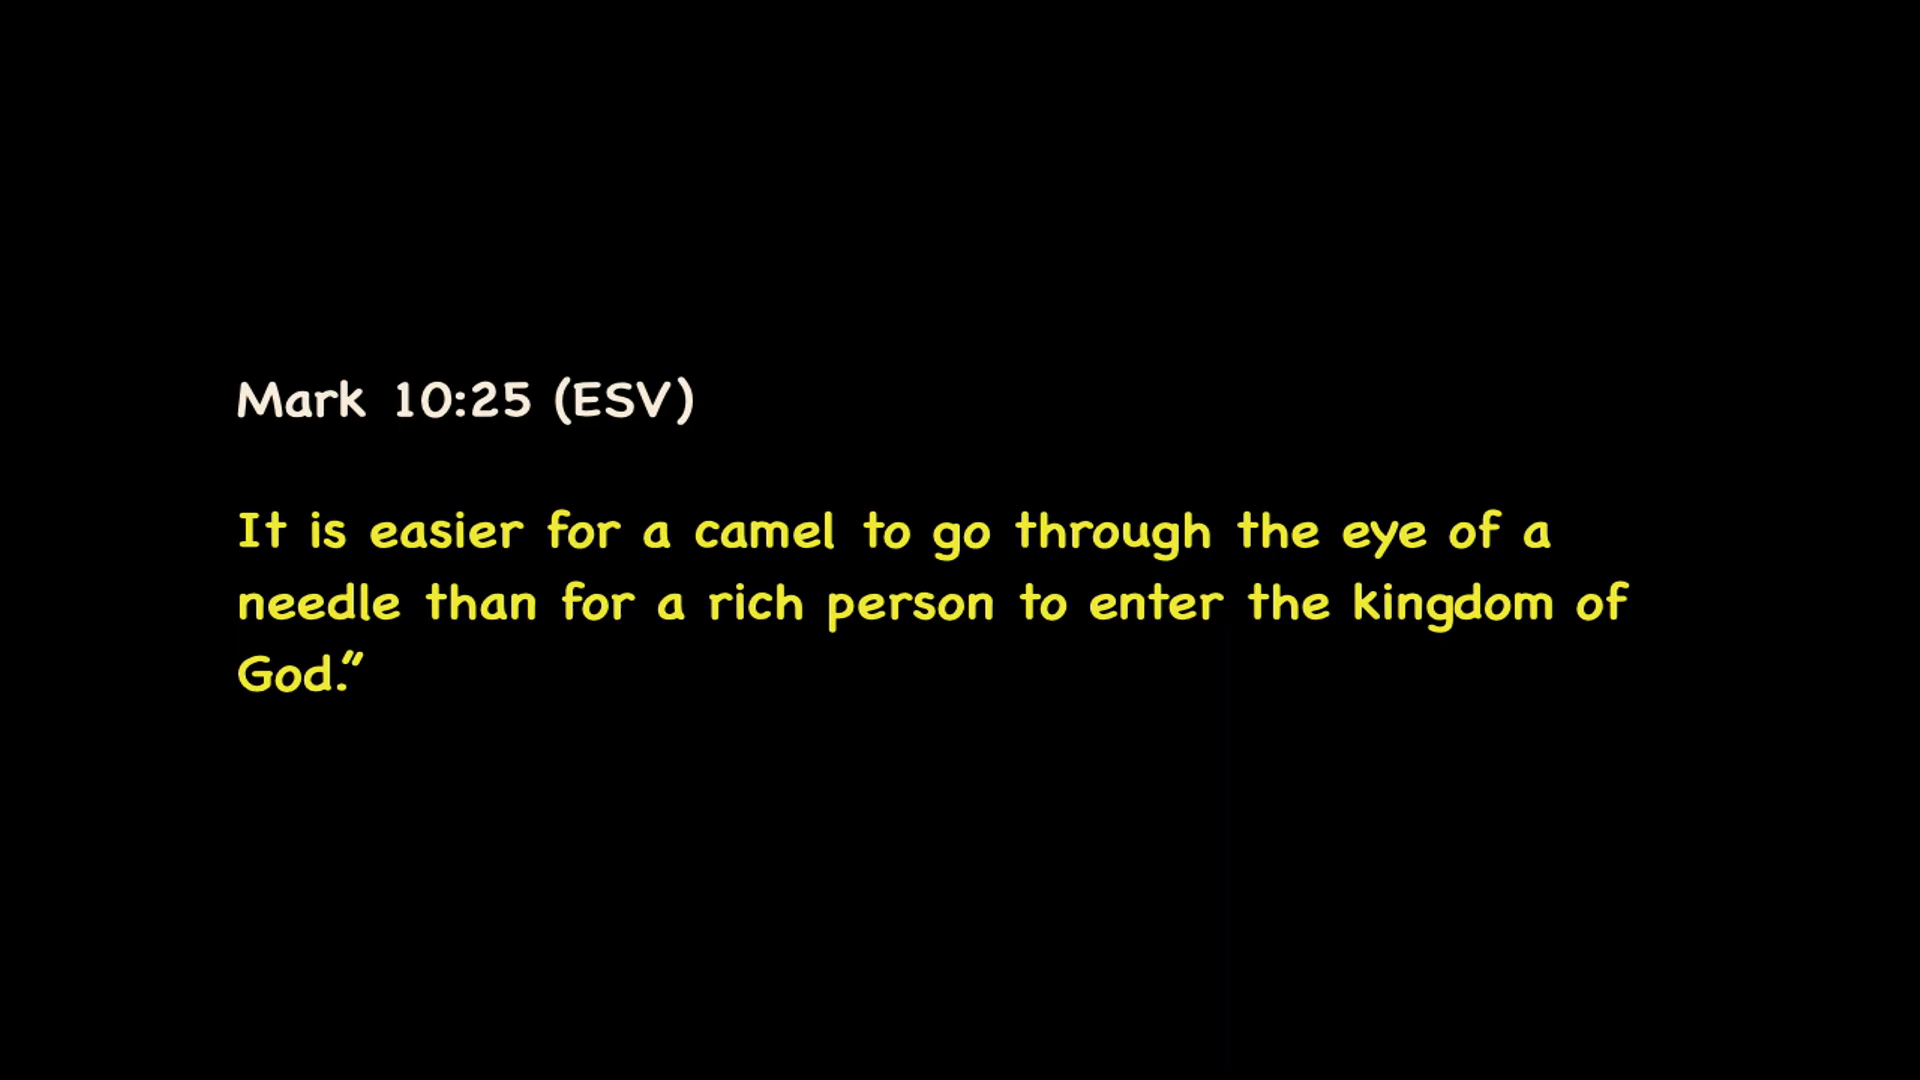 Mark 10:25 (ESV)
It is easier for a camel to go through the eye of a
needle than for a rich person to enter the kingdom of
God.”